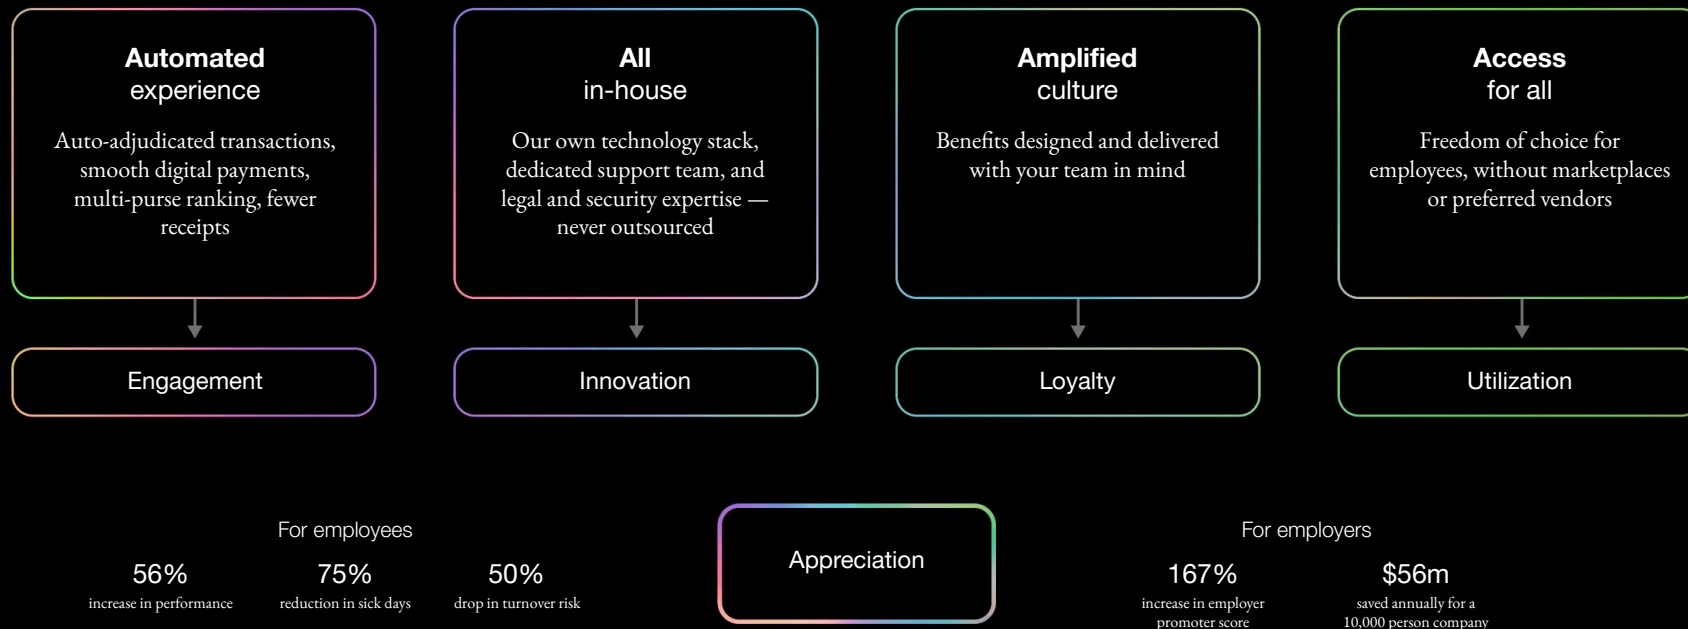 Automated
experience
Auto-adjudicated transactions,
smooth digital payments,
multi-purse ranking, fewer
receipts
All
in-house
Our own technology stack,
dedicated support team, and
legal and security expertise —
never outsourced
Amplified
culture
Benefits designed and delivered
with your team in mind
Access
for all
Freedom of choice for
employees, without marketplaces
or preferred vendors
Engagement
Innovation
Loyalty
Utilization
For employees
56%
increase in performance
75%
reduction in sick days
50%
drop in turnover risk
Appreciation
For employers
167%
increase in employer
promoter score
$56m
saved annually for a
10,000 person company